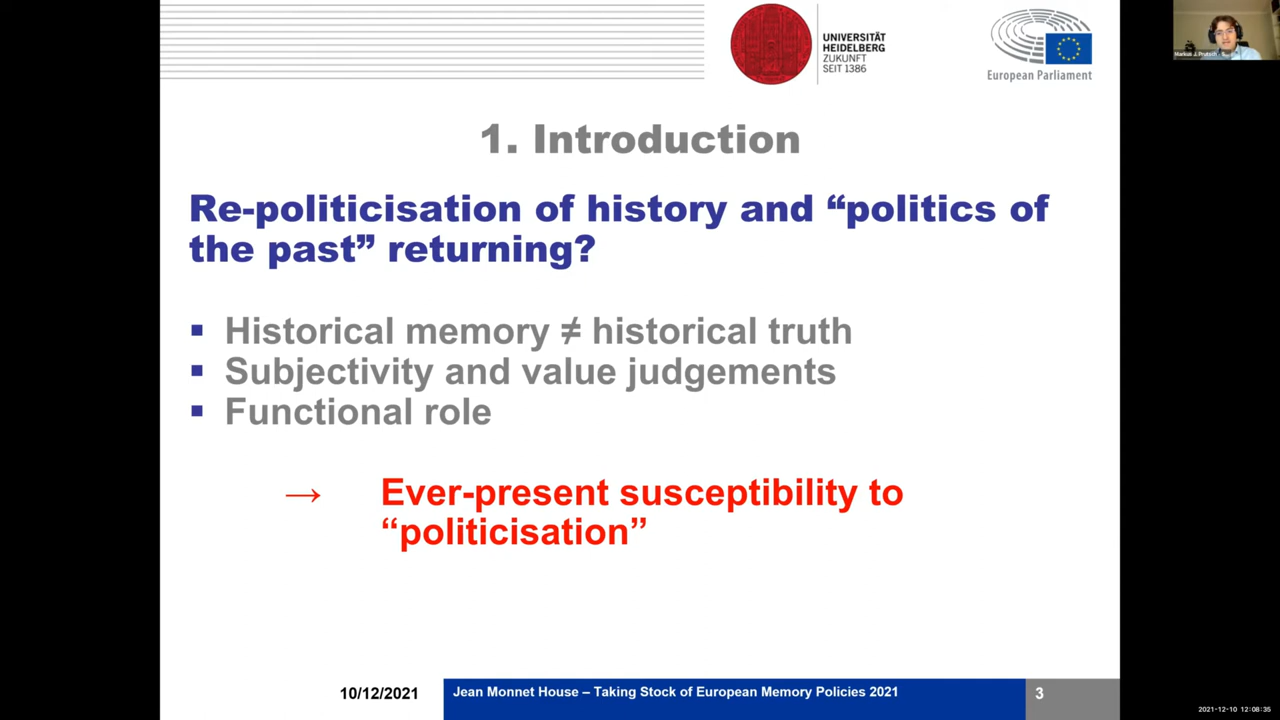 UNIVERSITÄT
HEIDELBERG
ZUKUNFT
SEIT 1386
European Parliament
Markus J. Prutsch
1. Introduction
Re-politicisation of history and “politics of
the past” returning?
▪ Historical memory ≠ historical truth
▪ Subjectivity and value judgements
▪ Functional role
→ Ever-present susceptibility to
“politicisation”
10/12/2021
Jean Monnet House – Taking Stock of European Memory Policies 2021
3
2021-12-10 12:08:35